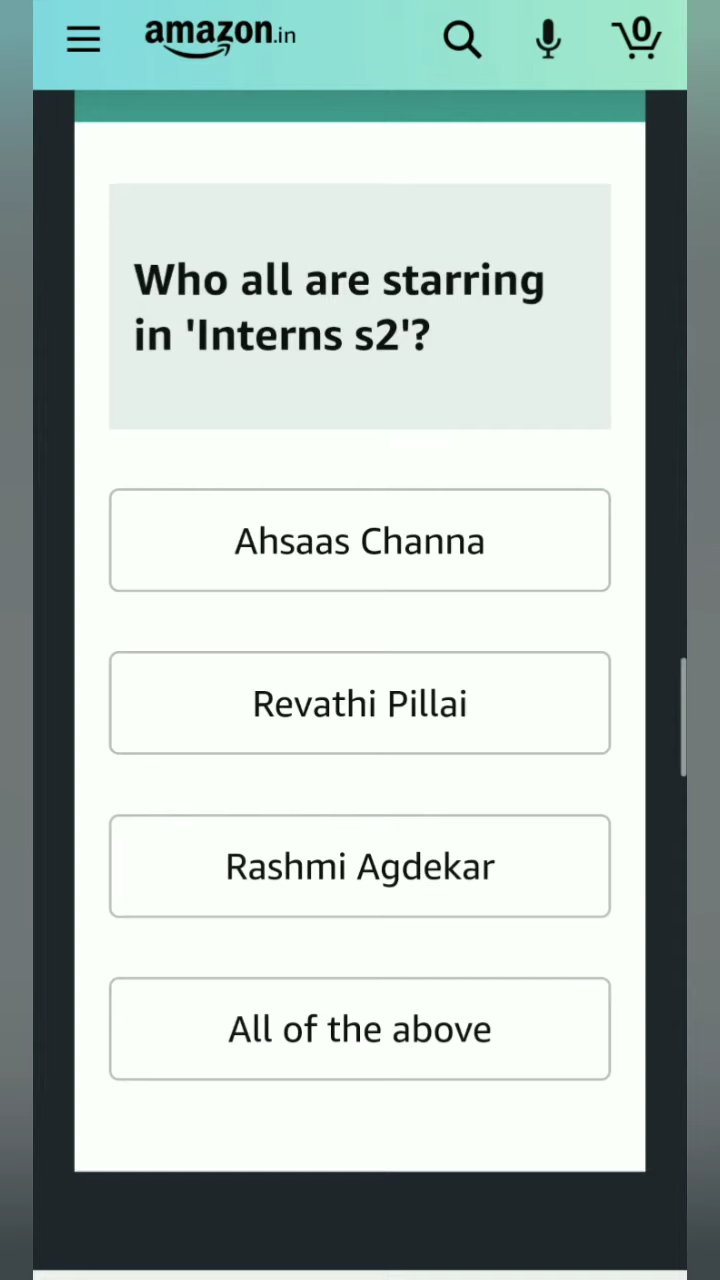 amazon.in
0
Who all are starring
in 'Interns s2'?
Ahsaas Channa
Revathi Pillai
Rashmi Agdekar
All of the above